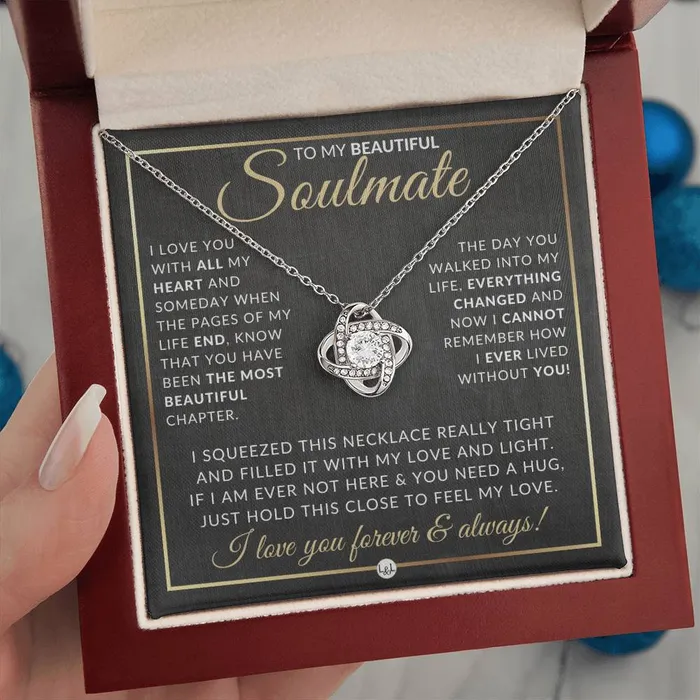 TO MY BEAUTIFUL
Soulmate
I LOVE YOU
WITH ALL MY
HEART AND
SOMEDAY WHEN
THE PAGES OF MY
LIFE END, KNOW
THAT YOU HAVE
BEEN THE MOST
BEAUTIFUL
CHAPTER.
THE DAY YOU
WALKED INTO MY
LIFE, EVERYTHING
CHANGED AND
NOW I CANNOT
REMEMBER HOW
I EVER LIVED
WITHOUT YOU!
I SQUEEZED THIS NECKLACE REALLY TIGHT
AND FILLED IT WITH MY LOVE AND LIGHT.
IF I AM EVER NOT HERE & YOU NEED A HUG,
JUST HOLD THIS CLOSE TO FEEL MY LOVE.
I love you forever & always!
L&L